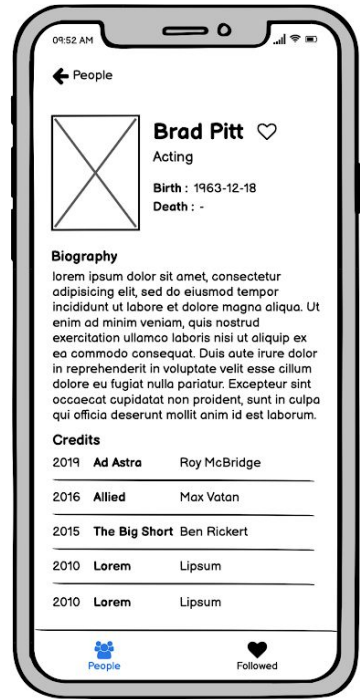 09:52 AM
People
Brad Pitt
Acting
Birth : 1963-12-18
Death : -
Biography
lorem ipsum dolor sit amet, consectetur
adipisicing elit, sed do eiusmod tempor
incididunt ut labore et dolore magna aliqua. Ut
enim ad minim veniam, quis nostrud
exercitation ullamco laboris nisi ut aliquip ex
ea commodo consequat. Duis aute irure dolor
in reprehenderit in voluptate velit esse cillum
dolore eu fugiat nulla pariatur. Excepteur sint
occaecat cupidatat non proident, sunt in culpa
qui officia deserunt mollit anim id est laborum.
Credits
2019 Ad Astra Roy McBridge
2016 Allied Max Vatan
2015 The Big Short Ben Rickert
2010 Lorem Lipsum
2010 Lorem Lipsum
People Followed